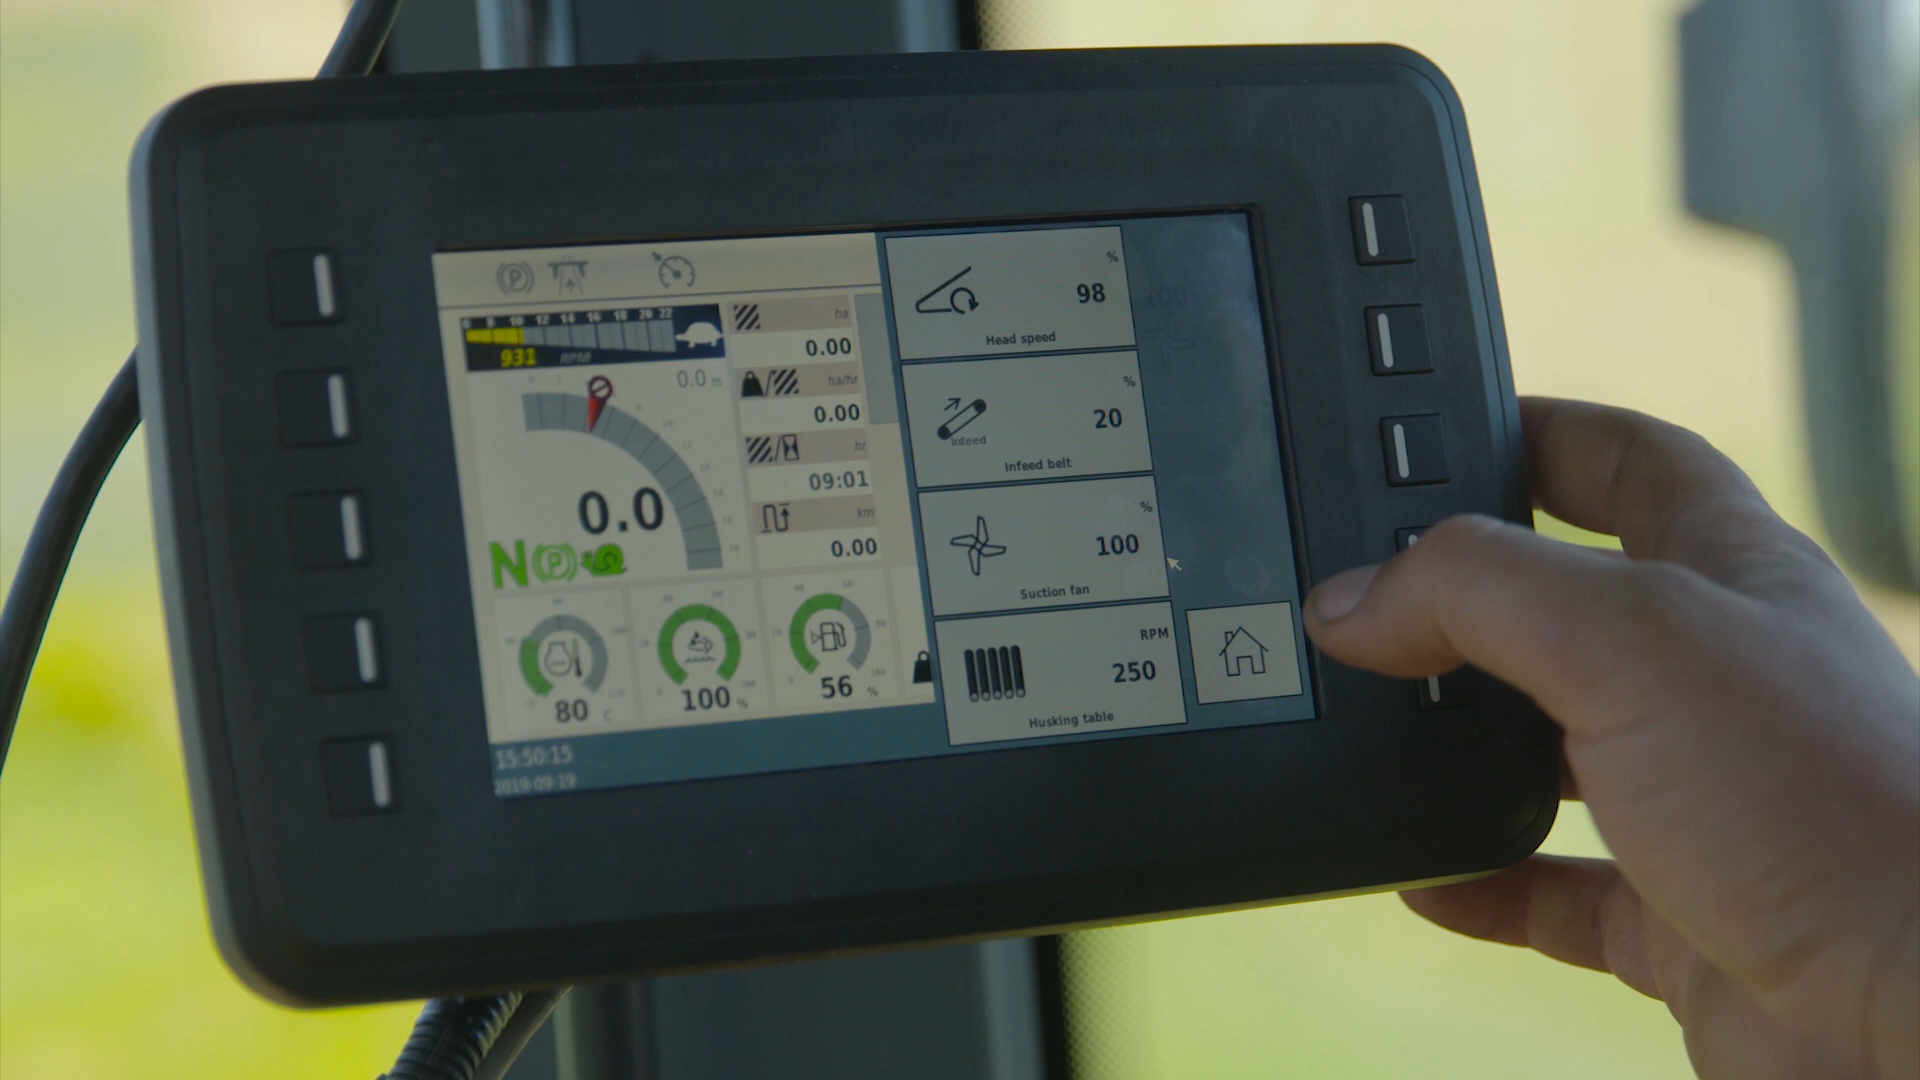 6 8 10 12 14 16 18 20 22
931 RPM
0.0 m
0.0
N P
ha
0.00
ha/hr
0.00
hr
09:01
km
0.00
80 C
100 %
56 %
15:50:15
2019-09-19
%
98
Head speed
%
20
Infeed
Infeed belt
%
100
Suction fan
RPM
250
Husking table